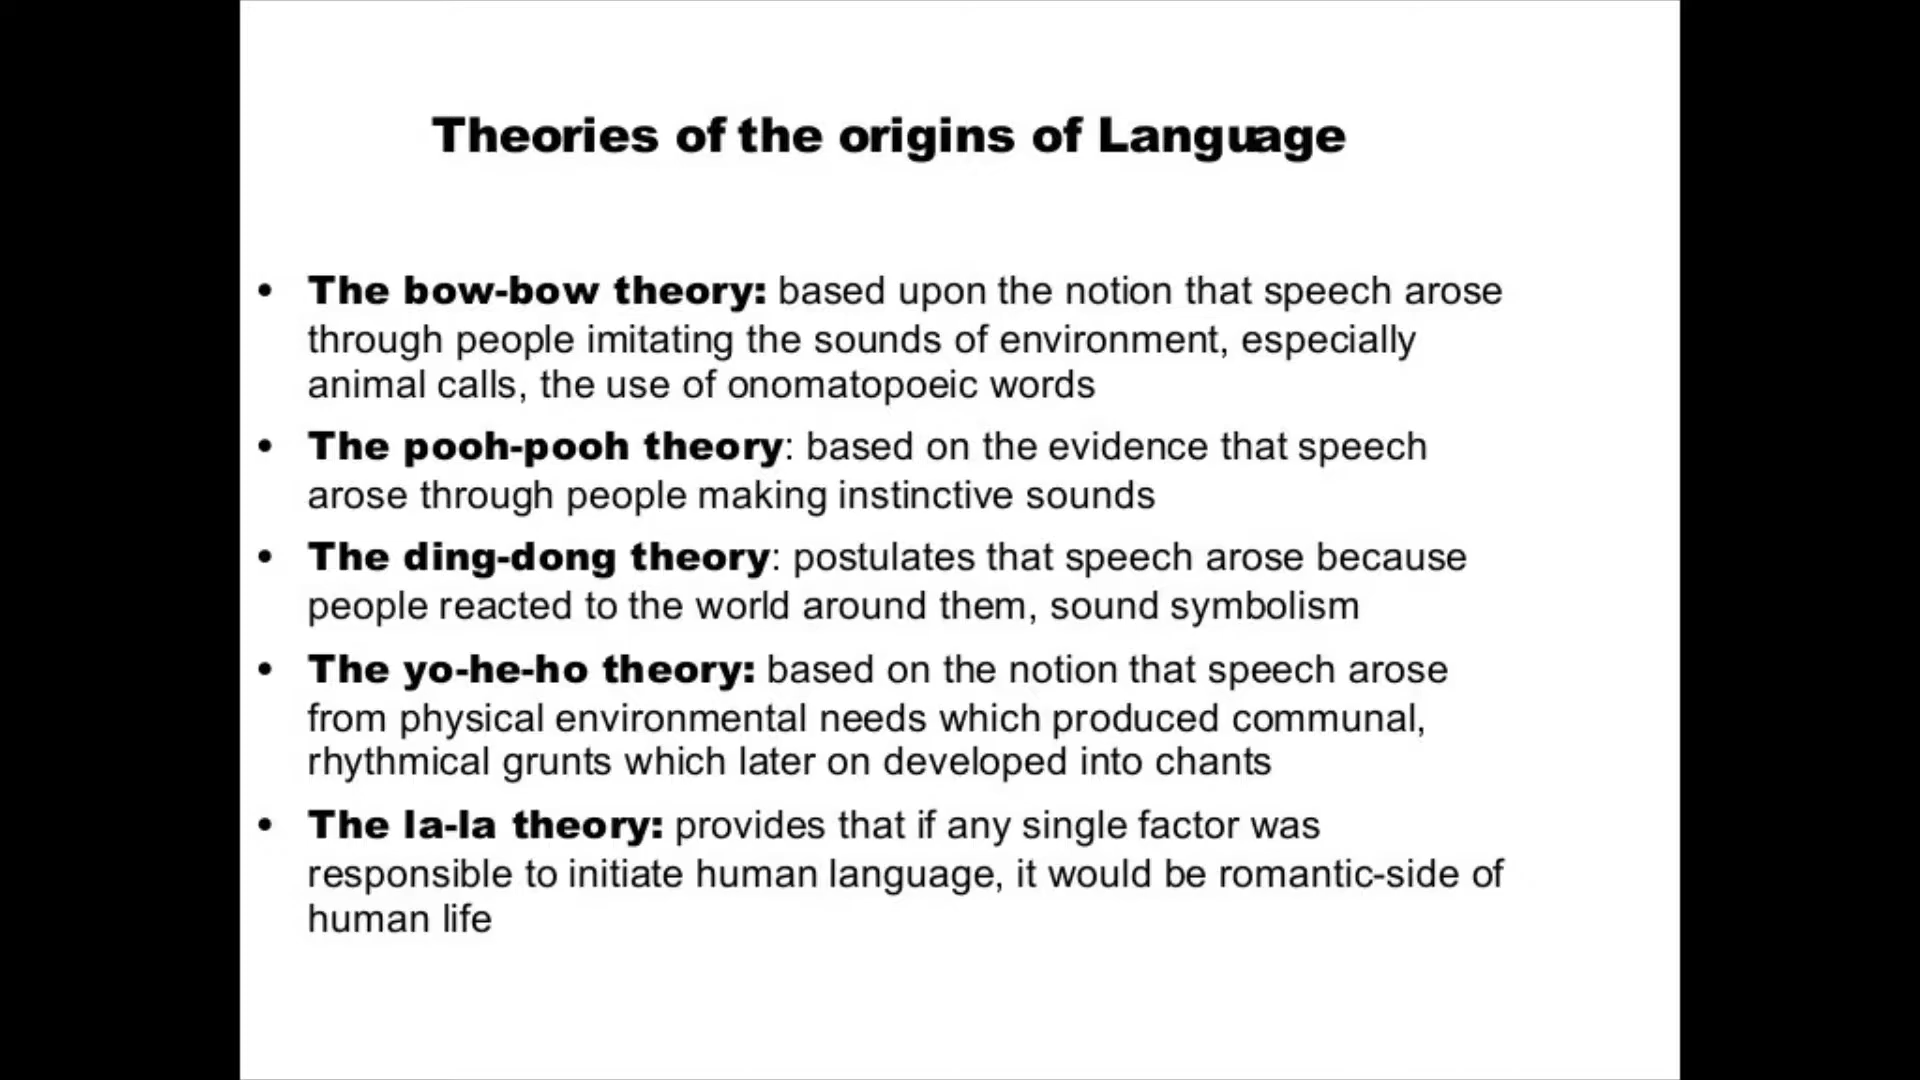 Theories of the origins of Language
• The bow-bow theory: based upon the notion that speech arose
through people imitating the sounds of environment, especially
animal calls, the use of onomatopoeic words
• The pooh-pooh theory: based on the evidence that speech
arose through people making instinctive sounds
• The ding-dong theory: postulates that speech arose because
people reacted to the world around them, sound symbolism
• The yo-he-ho theory: based on the notion that speech arose
from physical environmental needs which produced communal,
rhythmical grunts which later on developed into chants
• The la-la theory: provides that if any single factor was
responsible to initiate human language, it would be romantic-side of
human life